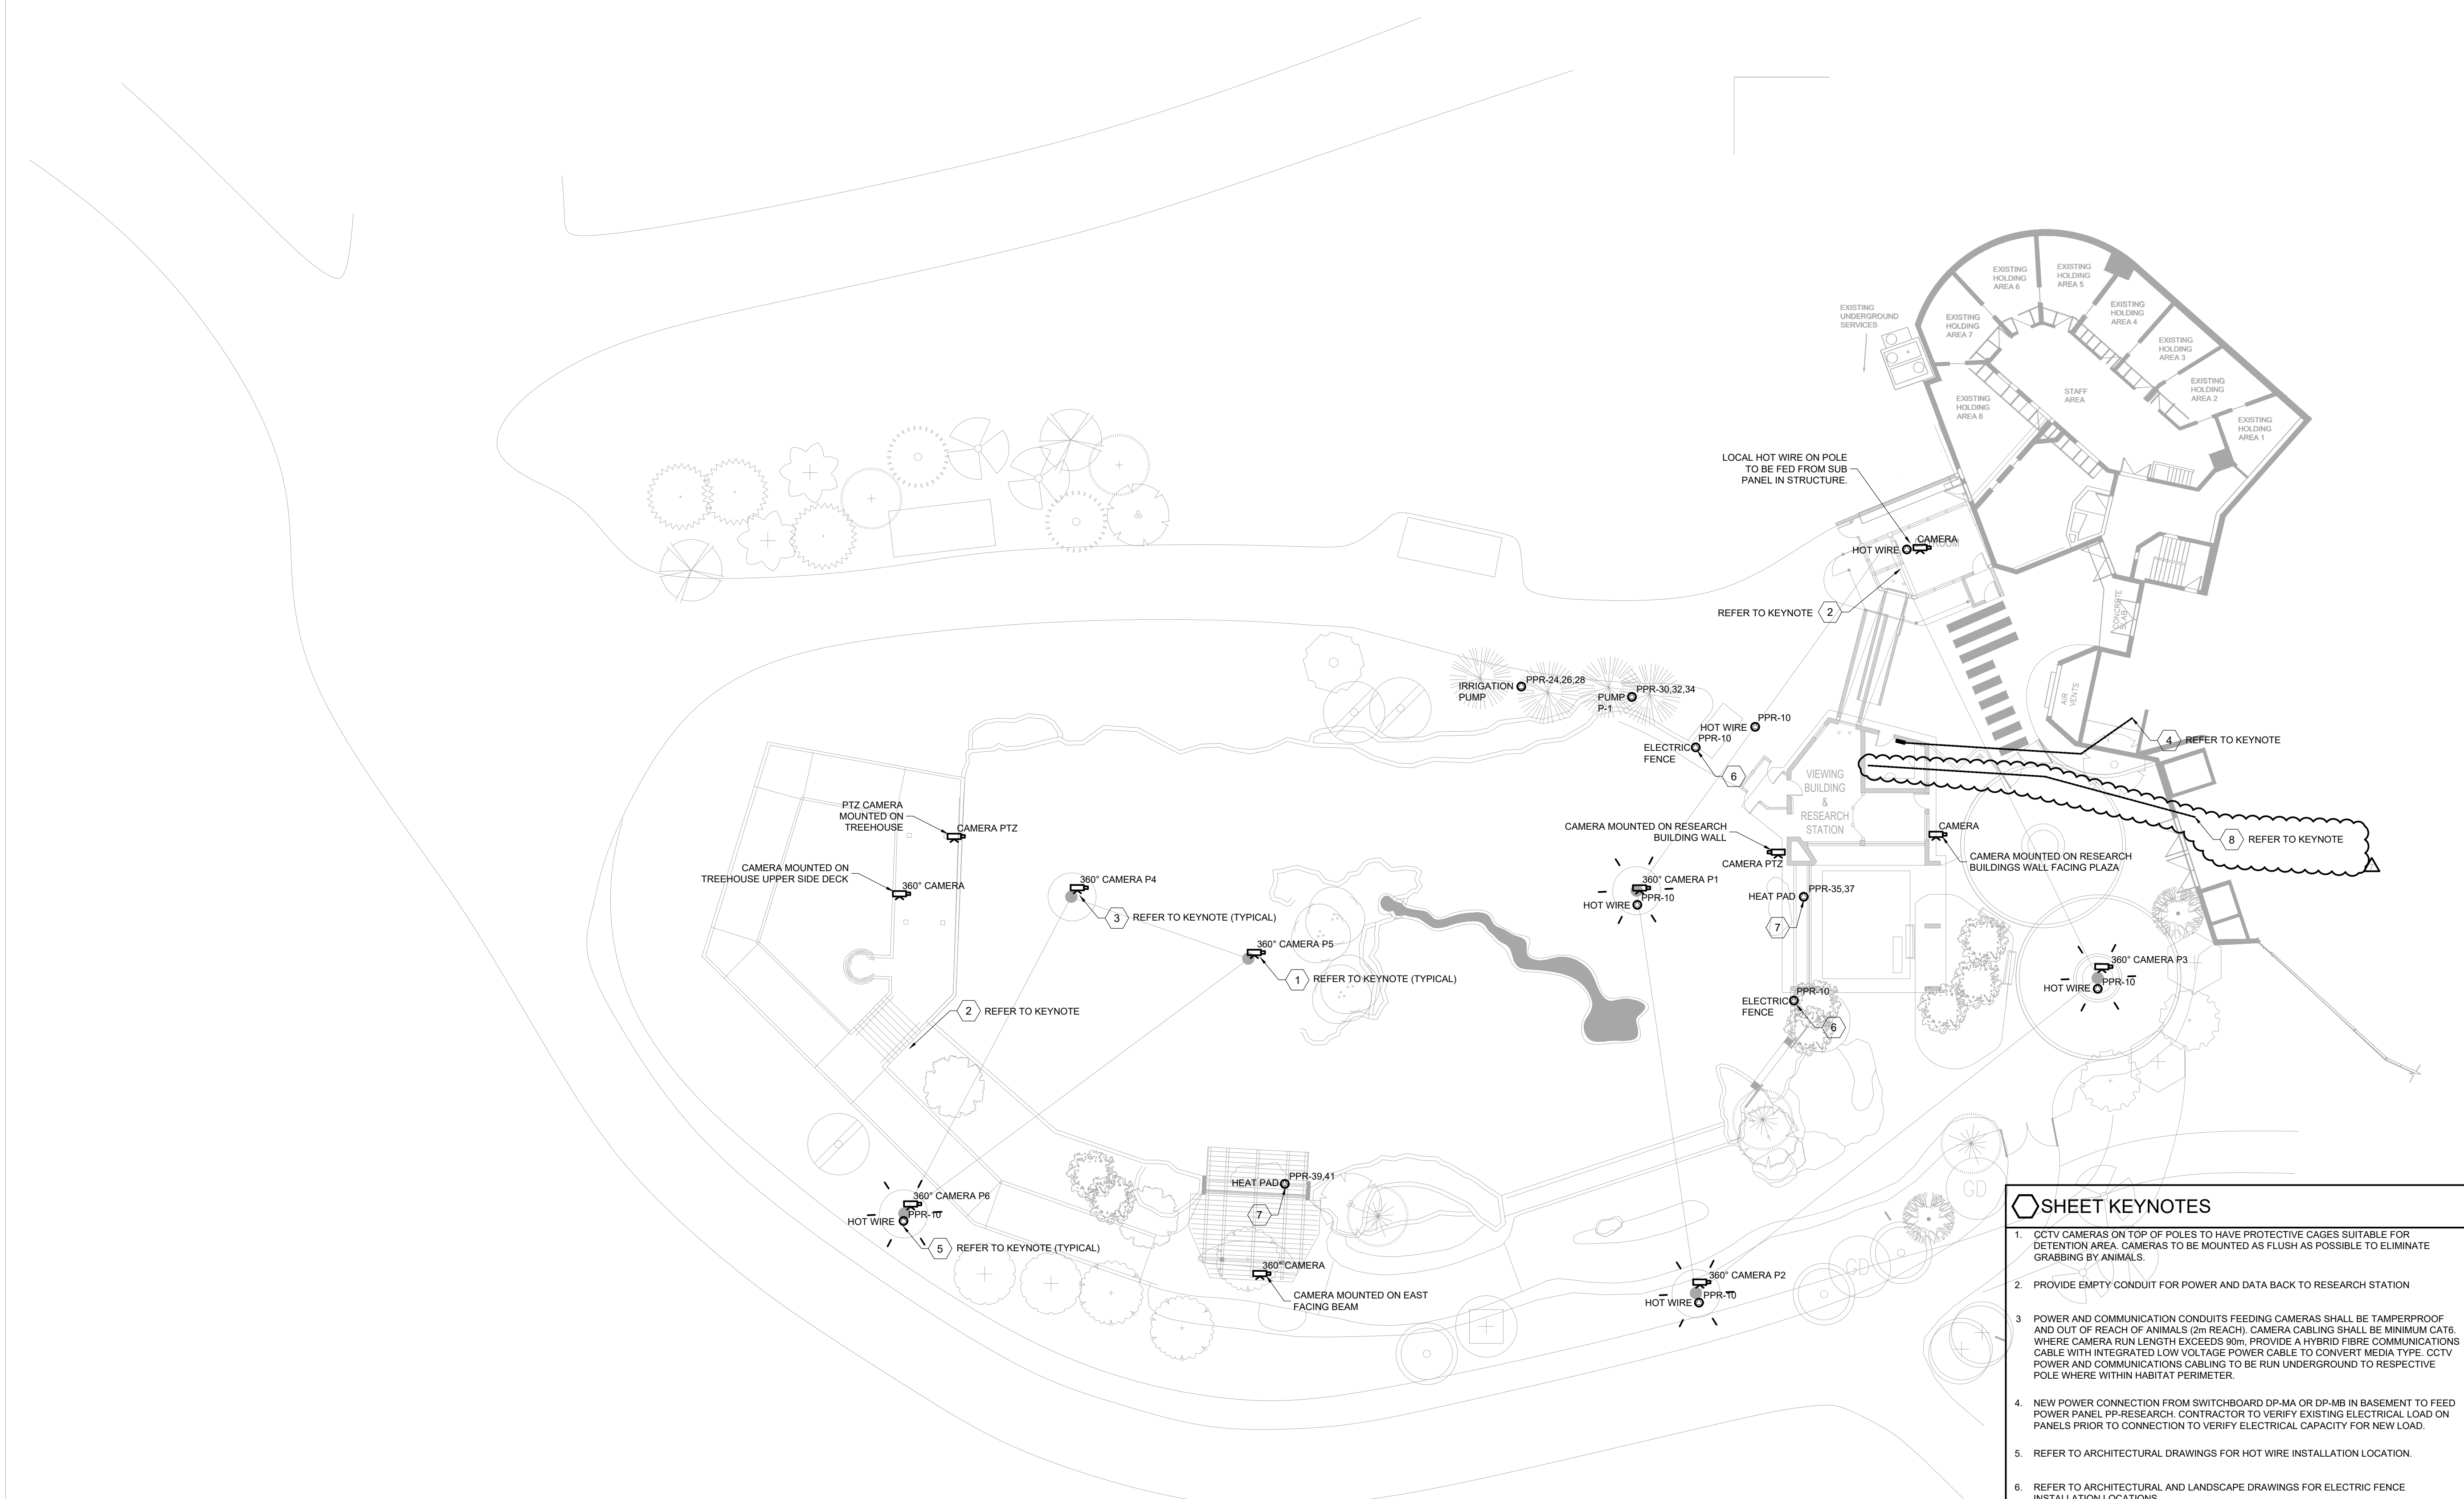 EXISTING
HOLDING
AREA 6
EXISTING
HOLDING
AREA 5
EXISTING
HOLDING
AREA 4
EXISTING
HOLDING
AREA 7
EXISTING
HOLDING
AREA 3
EXISTING
HOLDING
AREA 2
EXISTING
HOLDING
AREA 8
STAFF
AREA
EXISTING
HOLDING
AREA 1
EXISTING
UNDERGROUND
SERVICES
LOCAL HOT WIRE ON POLE
TO BE FED FROM SUB
PANEL IN STRUCTURE.
HOT WIRE
CAMERA
REFER TO KEYNOTE 2
CONCRETE
SLAB
AIR
VENTS
IRRIGATION
PUMP
PPR-24,26,28
PUMP
P-1
PPR-30,32,34
HOT WIRE
PPR-10
ELECTRIC
FENCE
PPR-10
6
4 REFER TO KEYNOTE
VIEWING
BUILDING
&
RESEARCH
STATION
8 REFER TO KEYNOTE
CAMERA MOUNTED ON RESEARCH
BUILDING WALL
CAMERA PTZ
CAMERA
CAMERA MOUNTED ON RESEARCH
BUILDINGS WALL FACING PLAZA
PTZ CAMERA
MOUNTED ON
TREEHOUSE
CAMERA PTZ
CAMERA MOUNTED ON
TREEHOUSE UPPER SIDE DECK
360° CAMERA
360° CAMERA P4
3 REFER TO KEYNOTE (TYPICAL)
360° CAMERA P5
1 REFER TO KEYNOTE (TYPICAL)
360° CAMERA P1
PPR-10
HOT WIRE
HEAT PAD
PPR-35,37
7
360° CAMERA P3
PPR-10
HOT WIRE
ELECTRIC
FENCE
PPR-10
6
2 REFER TO KEYNOTE
HEAT PAD
PPR-39,41
7
360° CAMERA P6
PPR-10
HOT WIRE
5 REFER TO KEYNOTE (TYPICAL)
360° CAMERA
CAMERA MOUNTED ON EAST
FACING BEAM
360° CAMERA P2
PPR-10
HOT WIRE
GD
GD
SHEET KEYNOTES
1. CCTV CAMERAS ON TOP OF POLES TO HAVE PROTECTIVE CAGES SUITABLE FOR
DETENTION AREA. CAMERAS TO BE MOUNTED AS FLUSH AS POSSIBLE TO ELIMINATE
GRABBING BY ANIMALS.
2. PROVIDE EMPTY CONDUIT FOR POWER AND DATA BACK TO RESEARCH STATION
3 POWER AND COMMUNICATION CONDUITS FEEDING CAMERAS SHALL BE TAMPERPROOF
AND OUT OF REACH OF ANIMALS (2m REACH). CAMERA CABLING SHALL BE MINIMUM CAT6.
WHERE CAMERA RUN LENGTH EXCEEDS 90m, PROVIDE A HYBRID FIBRE COMMUNICATIONS
CABLE WITH INTEGRATED LOW VOLTAGE POWER CABLE TO CONVERT MEDIA TYPE. CCTV
POWER AND COMMUNICATIONS CABLING TO BE RUN UNDERGROUND TO RESPECTIVE
POLE WHERE WITHIN HABITAT PERIMETER.
4. NEW POWER CONNECTION FROM SWITCHBOARD DP-MA OR DP-MB IN BASEMENT TO FEED
POWER PANEL PP-RESEARCH. CONTRACTOR TO VERIFY EXISTING ELECTRICAL LOAD ON
PANELS PRIOR TO CONNECTION TO VERIFY ELECTRICAL CAPACITY FOR NEW LOAD.
5. REFER TO ARCHITECTURAL DRAWINGS FOR HOT WIRE INSTALLATION LOCATION.
6. REFER TO ARCHITECTURAL AND LANDSCAPE DRAWINGS FOR ELECTRIC FENCE
INSTALLATION LOCATIONS